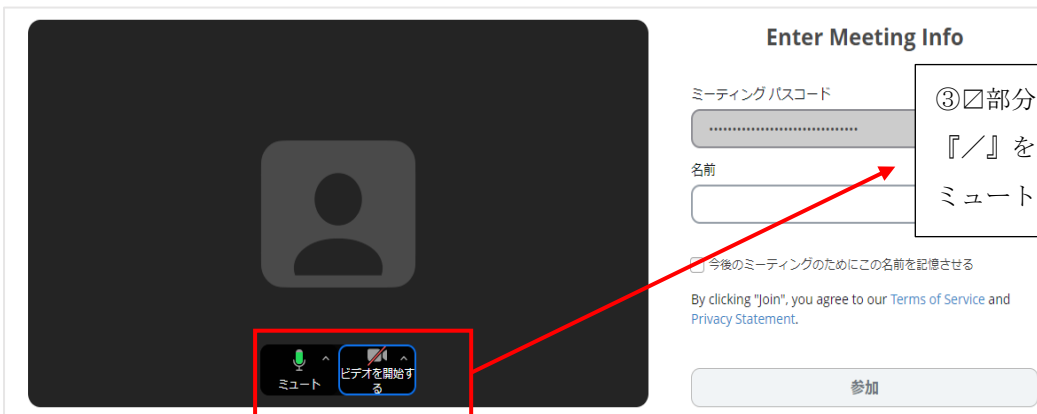 Enter Meeting Info
ミーティング パスコード
③〼部分
『／』を
ミュート
名前
今後のミーティングのためにこの名前を記憶させる
By clicking "Join", you agree to our Terms of Service and
Privacy Statement.
ミュート
ビデオを開始す
る
参加